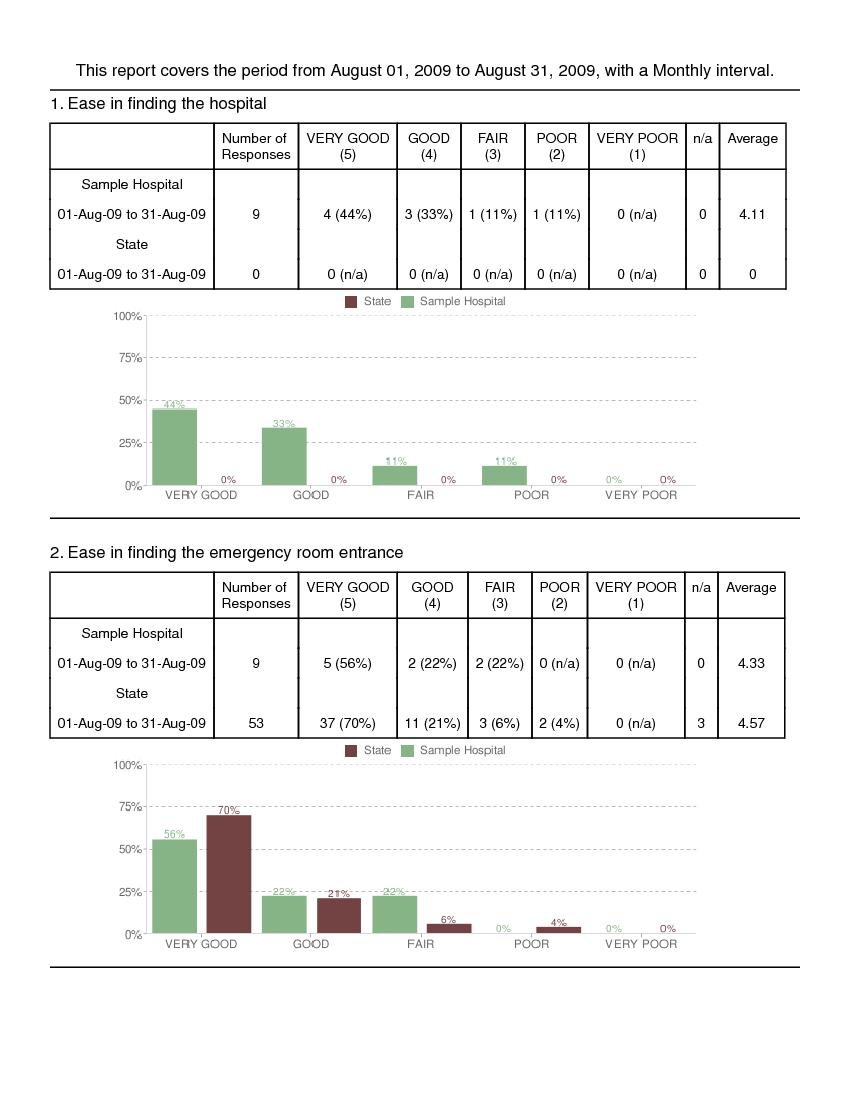 This report covers the period from August 01, 2009 to August 31, 2009, with a Monthly interval.
1. Ease in finding the hospital
Number of Responses VERY GOOD (5) GOOD (4) FAIR (3) POOR (2) VERY POOR (1) n/a Average
Sample Hospital
01-Aug-09 to 31-Aug-09 9 4 (44%) 3 (33%) 1 (11%) 1 (11%) 0 (n/a) 0 4.11
State
01-Aug-09 to 31-Aug-09 0 0 (n/a) 0 (n/a) 0 (n/a) 0 (n/a) 0 (n/a) 0 0
State Sample Hospital
100%
75%
50%
44%
33%
25%
11% 11%
0% 0% 0% 0% 0% 0% 0%
VERY GOOD GOOD FAIR POOR VERY POOR
2. Ease in finding the emergency room entrance
Number of Responses VERY GOOD (5) GOOD (4) FAIR (3) POOR (2) VERY POOR (1) n/a Average
Sample Hospital
01-Aug-09 to 31-Aug-09 9 5 (56%) 2 (22%) 2 (22%) 0 (n/a) 0 (n/a) 0 4.33
State
01-Aug-09 to 31-Aug-09 53 37 (70%) 11 (21%) 3 (6%) 2 (4%) 0 (n/a) 3 4.57
State Sample Hospital
100%
75% 70%
56%
50%
25% 22% 21% 22%
6% 4%
0% 0% 0% 0%
VERY GOOD GOOD FAIR POOR VERY POOR